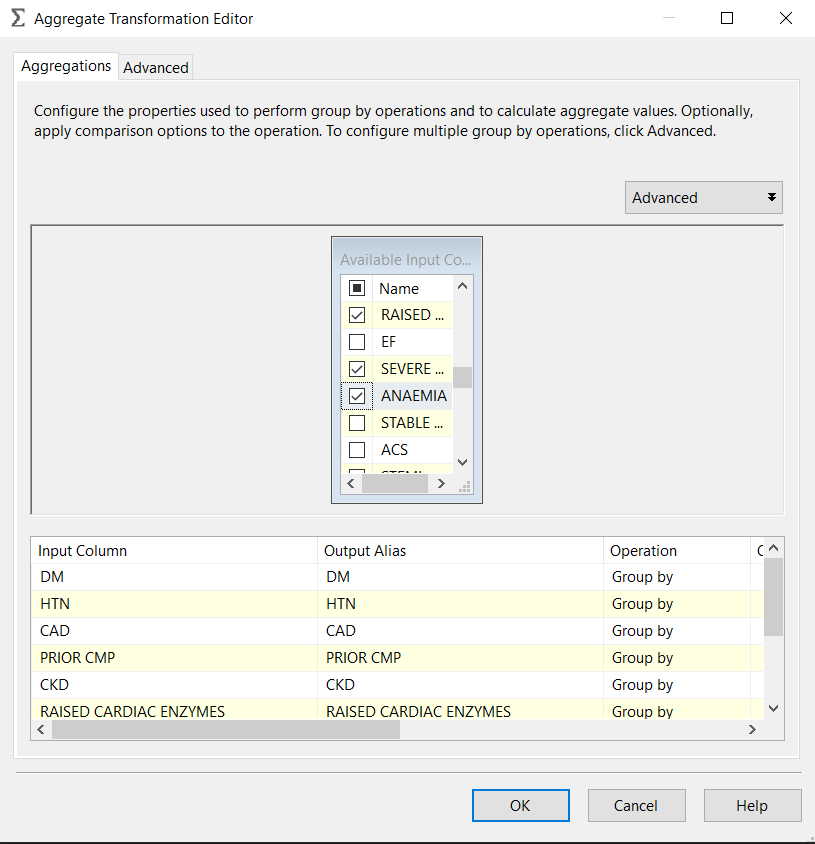 Aggregate Transformation Editor
Aggregations Advanced
Configure the properties used to perform group by operations and to calculate aggregate values. Optionally,
apply comparison options to the operation. To configure multiple group by operations, click Advanced.
Advanced
Available Input Co...
Name
RAISED ...
EF
SEVERE ...
ANAEMIA
STABLE ...
ACS
Input Column Output Alias Operation
DM DM Group by
HTN HTN Group by
CAD CAD Group by
PRIOR CMP PRIOR CMP Group by
CKD CKD Group by
RAISED CARDIAC ENZYMES RAISED CARDIAC ENZYMES Group by
OK Cancel Help